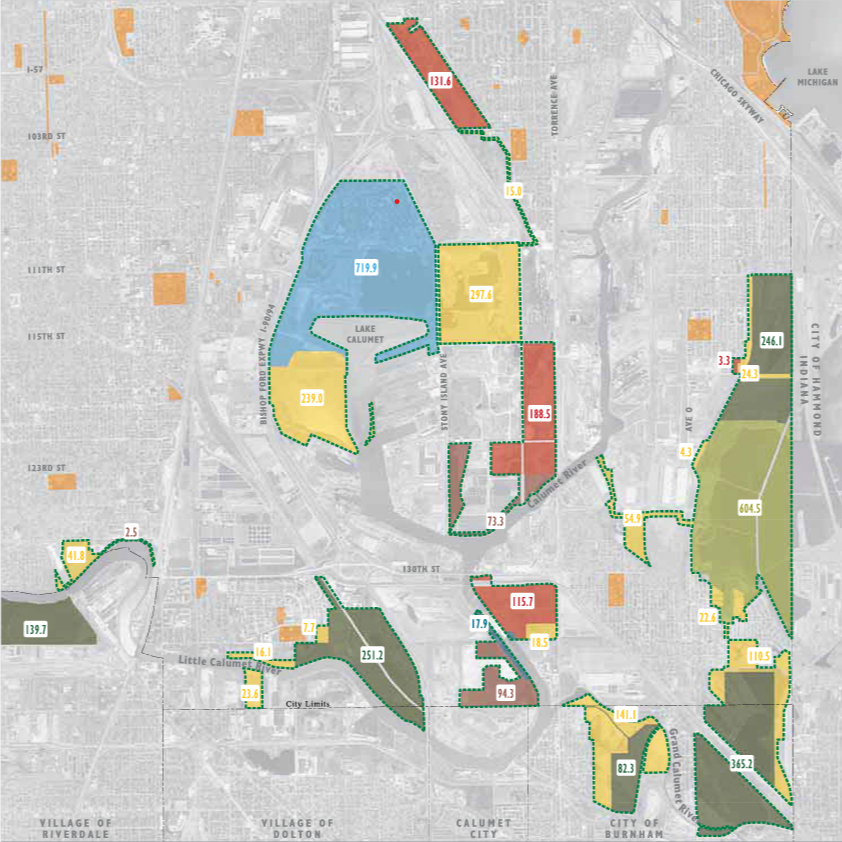 I-57
131.6
TORRENCE AVE
CHICAGO SKYWAY
LAKE
MICHIGAN
103RD ST
15.0
719.9
111TH ST
297.6
BISHOP FORD EXPWY I-90/94
LAKE
CALUMET
115TH ST
246.1
3.3
24.3
CITY OF HAMMOND
INDIANA
239.0
STONY ISLAND AVE
188.5
AVE O
4.3
123RD ST
Calumet River
604.5
73.3
54.9
2.5
41.8
130TH ST
139.7
115.7
17.9
18.5
22.6
7.7
16.1
251.2
110.5
Little Calumet River
23.6
94.3
City Limits
141.1
Grand Calumet River
82.3
365.2
VILLAGE OF
RIVERDALE
VILLAGE OF
DOLTON
CALUMET
CITY
CITY OF
BURNHAM